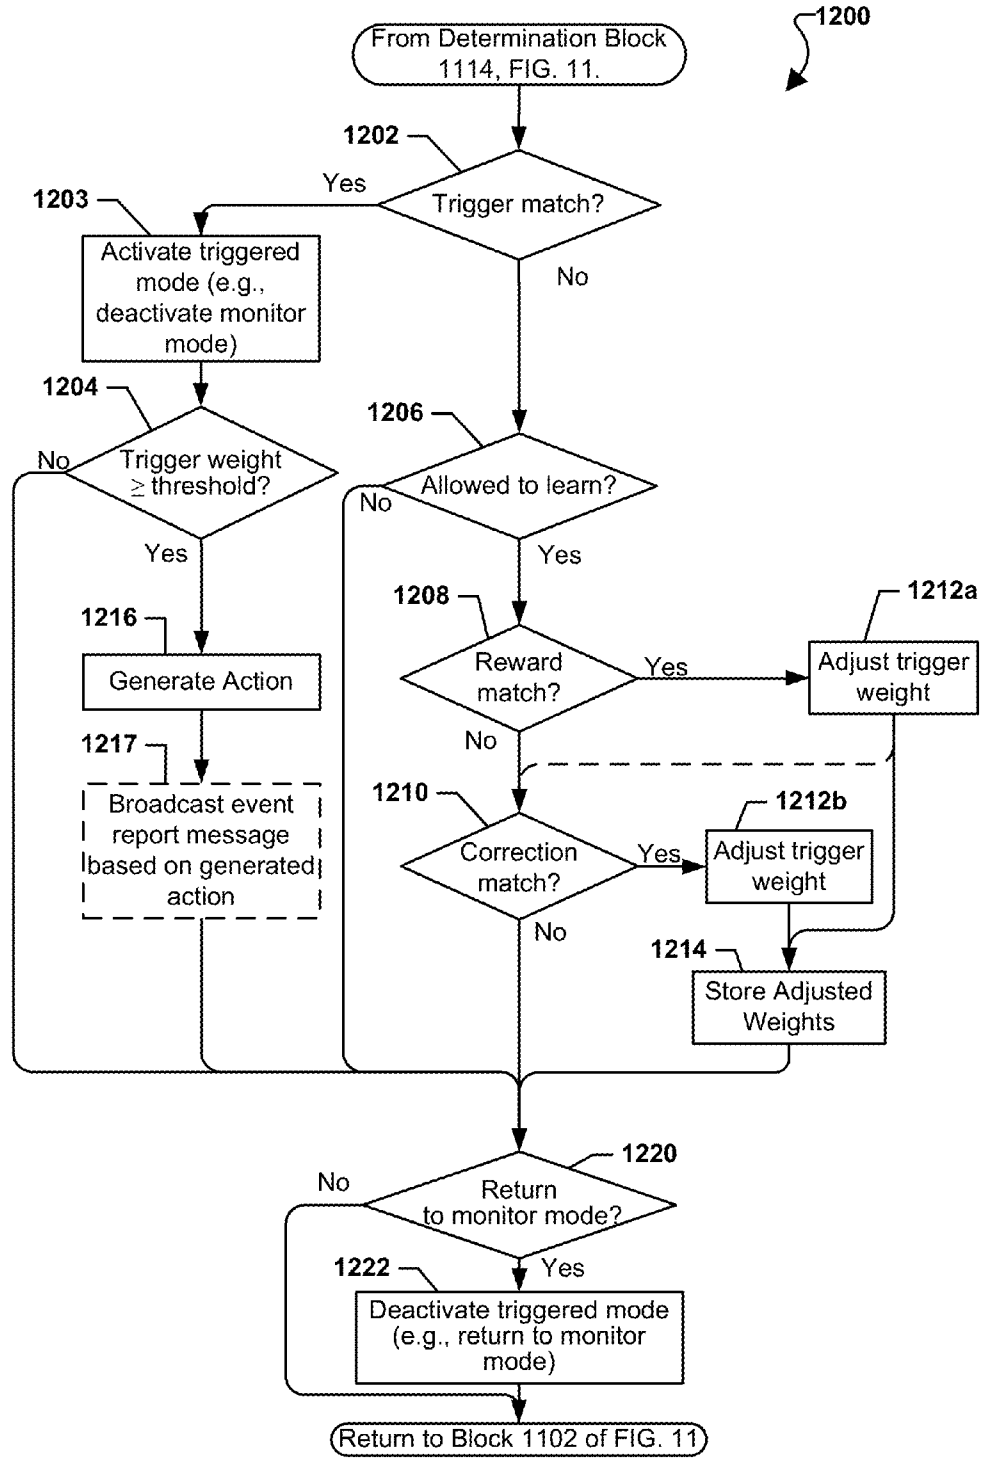 1200
From Determination Block
1114, FIG. 11.
1202
Trigger match?
Yes
No
1203
Activate triggered
mode (e.g.,
deactivate monitor
mode)
1204
Trigger weight
≥ threshold?
No
Yes
1206
Allowed to learn?
No
Yes
1208
Reward
match?
Yes
No
1212a
Adjust trigger
weight
1216
Generate Action
1217
Broadcast event
report message
based on generated
action
1210
Correction
match?
Yes
No
1212b
Adjust trigger
weight
1214
Store Adjusted
Weights
1220
Return
to monitor mode?
No
Yes
1222
Deactivate triggered mode
(e.g., return to monitor
mode)
Return to Block 1102 of FIG. 11